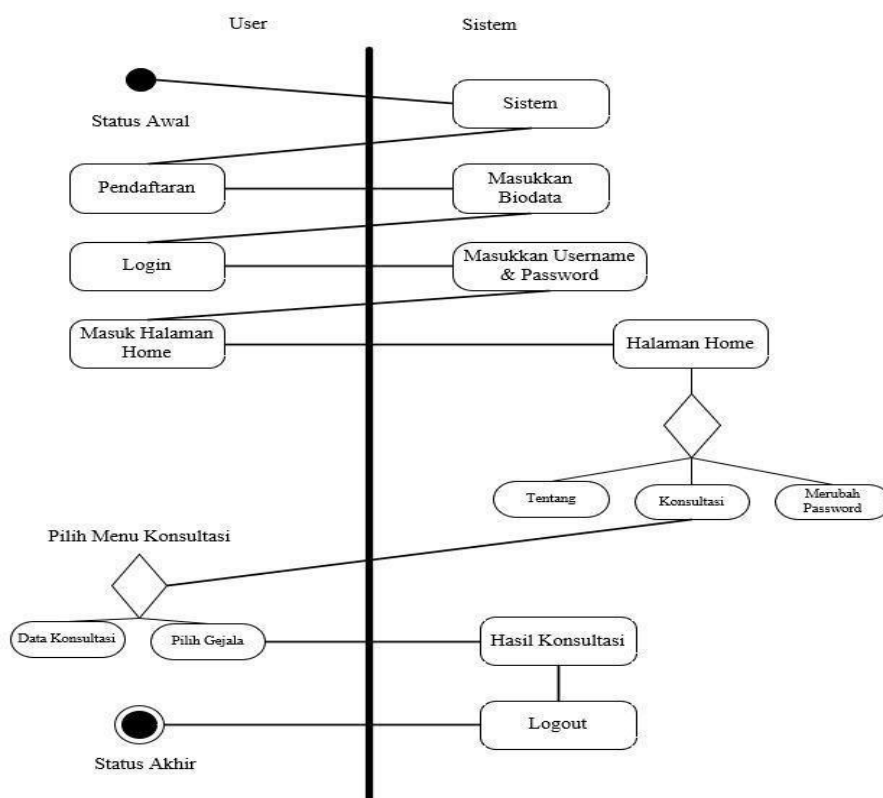 User
Sistem
Status Awal
Sistem
Pendaftaran
Masukkan
Biodata
Login
Masukkan Username
& Password
Masuk Halaman
Home
Halaman Home
Tentang
Konsultasi
Merubah
Password
Pilih Menu Konsultasi
Data Konsultasi
Pilih Gejala
Hasil Konsultasi
Logout
Status Akhir